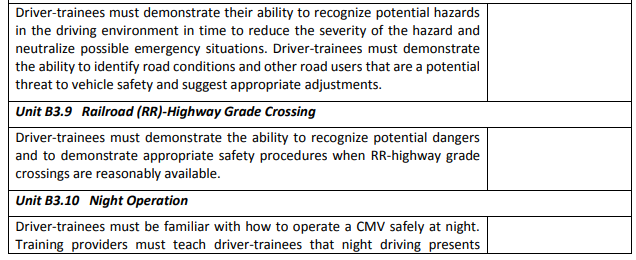 Driver-trainees must demonstrate their ability to recognize potential hazards
in the driving environment in time to reduce the severity of the hazard and
neutralize possible emergency situations. Driver-trainees must demonstrate
the ability to identify road conditions and other road users that are a potential
threat to vehicle safety and suggest appropriate adjustments.
Unit B3.9 Railroad (RR)-Highway Grade Crossing
Driver-trainees must demonstrate the ability to recognize potential dangers
and to demonstrate appropriate safety procedures when RR-highway grade
crossings are reasonably available.
Unit B3.10 Night Operation
Driver-trainees must be familiar with how to operate a CMV safely at night.
Training providers must teach driver-trainees that night driving presents